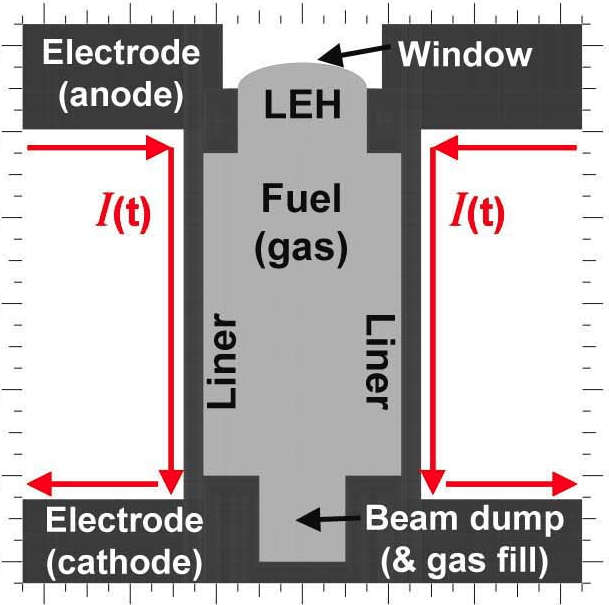 Electrode
(anode)
Window
LEH
I(t)
Fuel
(gas)
I(t)
Liner
Liner
Electrode
(cathode)
Beam dump
(& gas fill)